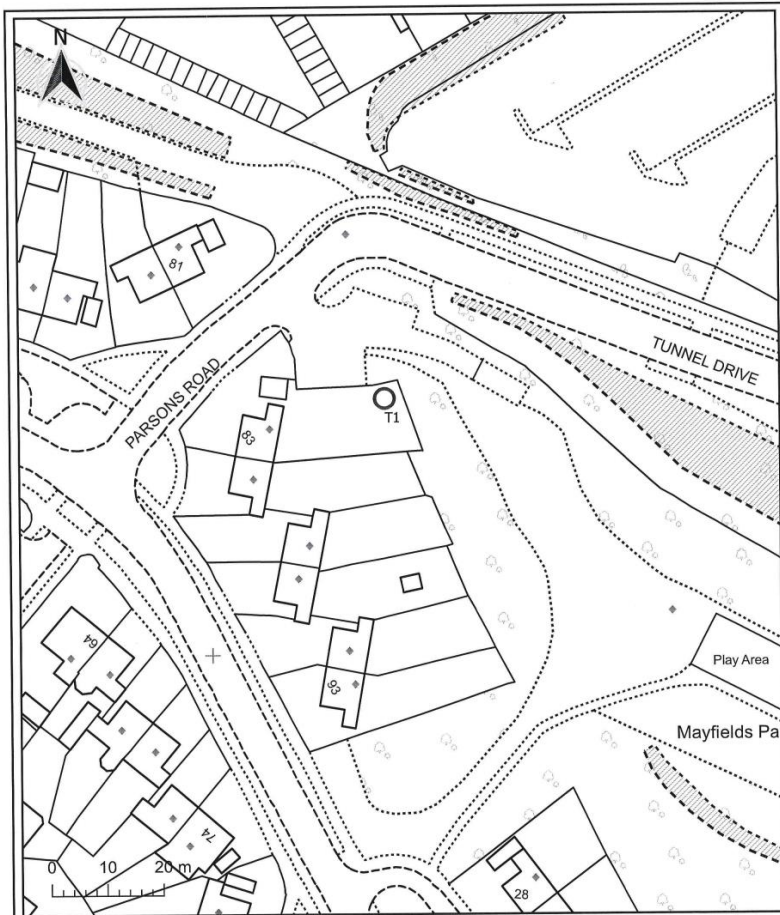 N
81
TUNNEL DRIVE
PARSONS ROAD
T1
83
64
93
Play Area
Mayfields Pa
74
0 10 20 m
28